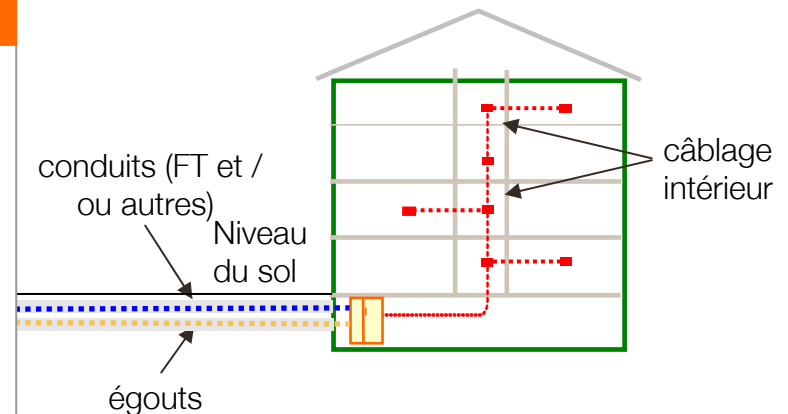 conduits (FT et /
ou autres)
Niveau
du sol
égouts
câblage
intérieur